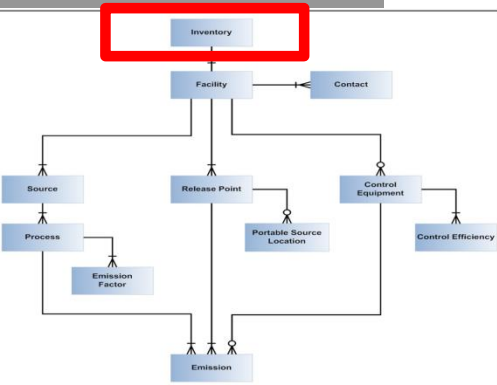 Inventory
Facility
Contact
Source
Release Point
Control
Equipment
Process
Portable Source
Location
Control Efficiency
Emission
Factor
Emission